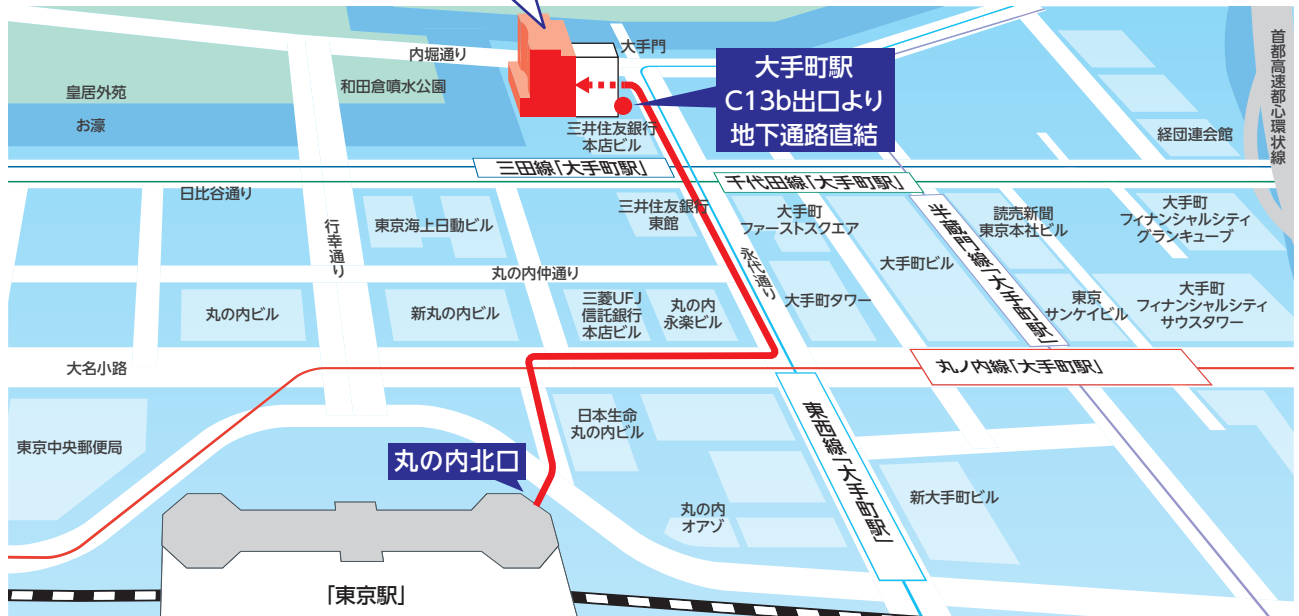 内堀通り
大手門
首都高速都心環状線
大手町駅
C13b出口より
地下通路直結
皇居外苑
和田倉噴水公園
お濠
三井住友銀行
本店ビル
経団連会館
三田線「大手町駅」
千代田線「大手町駅」
日比谷通り
行幸通り
東京海上日動ビル
三井住友銀行
東館
大手町
ファーストスクエア
半蔵門線「大手町駅」
読売新聞
東京本社ビル
大手町
フィナンシャルシティ
グランキューブ
丸の内仲通り
永代通り
大手町ビル
丸の内ビル
新丸の内ビル
三菱UFJ
信託銀行
本店ビル
丸の内
永楽ビル
大手町タワー
東京
サンケイビル
大手町
フィナンシャルシティ
サウスタワー
大名小路
丸ノ内線「大手町駅」
東京中央郵便局
日本生命
丸の内ビル
東西線「大手町駅」
丸の内北口
丸の内
オアゾ
新大手町ビル
「東京駅」